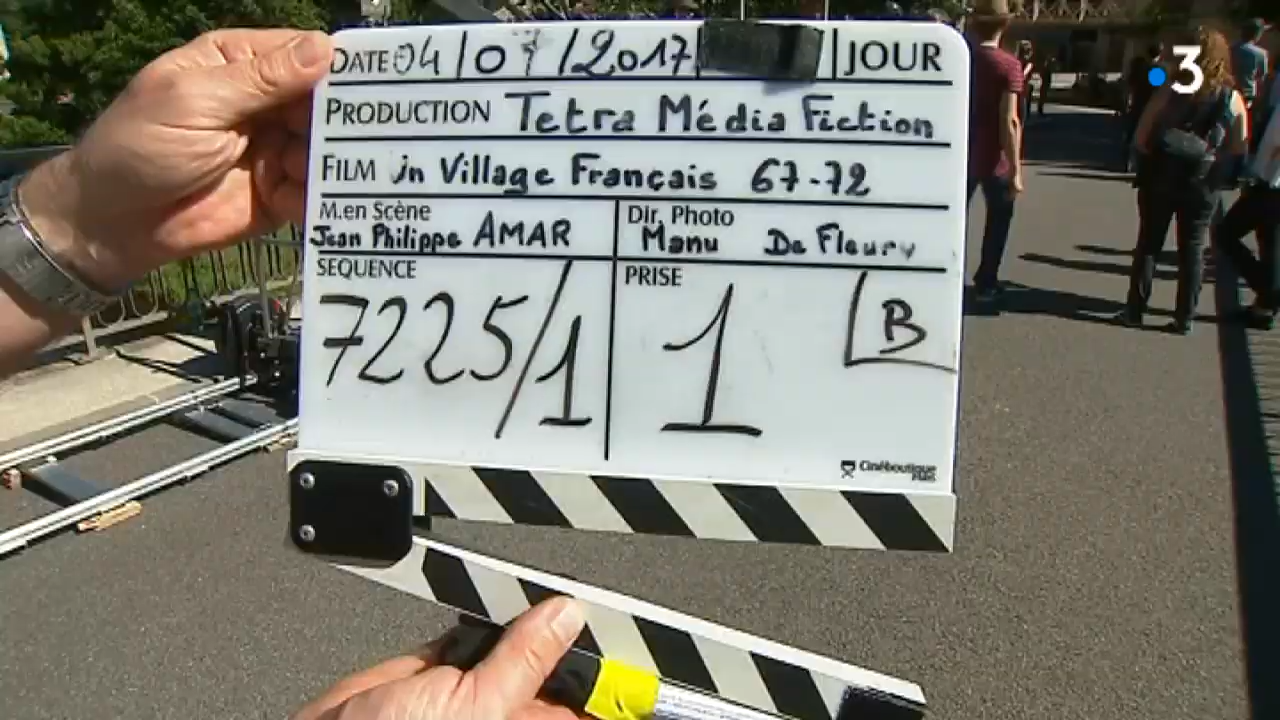 DATE 04/07/2017 JOUR
PRODUCTION Tetra Média Fiction
FILM Un Village Français 67-72
M.en Scène Jean Philippe AMAR
Dir. Photo Manu De Fleury
SEQUENCE 7225/1
PRISE 1 B
Cinéboutique
PARIS
3